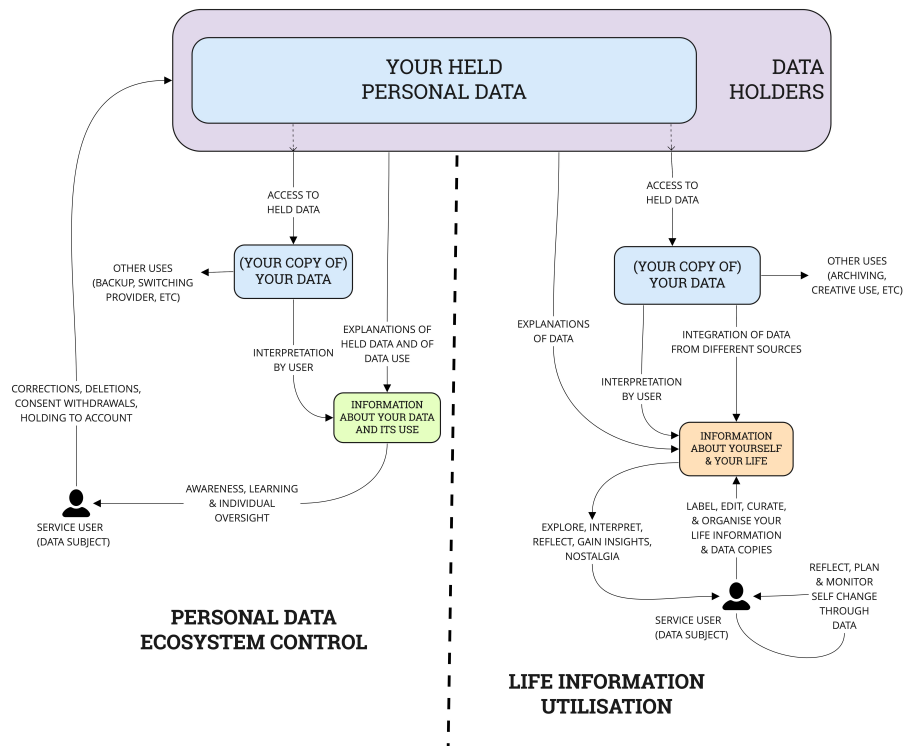 YOUR HELD
PERSONAL DATA
DATA
HOLDERS
ACCESS TO
HELD DATA
(YOUR COPY OF)
YOUR DATA
OTHER USES
(BACKUP, SWITCHING
PROVIDER, ETC)
EXPLANATIONS OF
HELD DATA AND OF
DATA USE
INTERPRETATION
BY USER
INFORMATION
ABOUT YOUR DATA
AND ITS USE
CORRECTIONS, DELETIONS,
CONSENT WITHDRAWALS,
HOLDING TO ACCOUNT
AWARENESS, LEARNING
& INDIVIDUAL
OVERSIGHT
SERVICE USER
(DATA SUBJECT)
PERSONAL DATA
ECOSYSTEM CONTROL
ACCESS TO
HELD DATA
(YOUR COPY OF)
YOUR DATA
OTHER USES
(ARCHIVING,
CREATIVE USE, ETC)
EXPLANATIONS
OF DATA
INTEGRATION OF DATA
FROM DIFFERENT SOURCES
INTERPRETATION
BY USER
INFORMATION
ABOUT YOURSELF
& YOUR LIFE
EXPLORE, INTERPRET,
REFLECT, GAIN INSIGHTS,
NOSTALGIA
LABEL, EDIT, CURATE,
& ORGANISE YOUR
LIFE INFORMATION
& DATA COPIES
REFLECT, PLAN
& MONITOR
SELF CHANGE
THROUGH
DATA
SERVICE USER
(DATA SUBJECT)
LIFE INFORMATION
UTILISATION